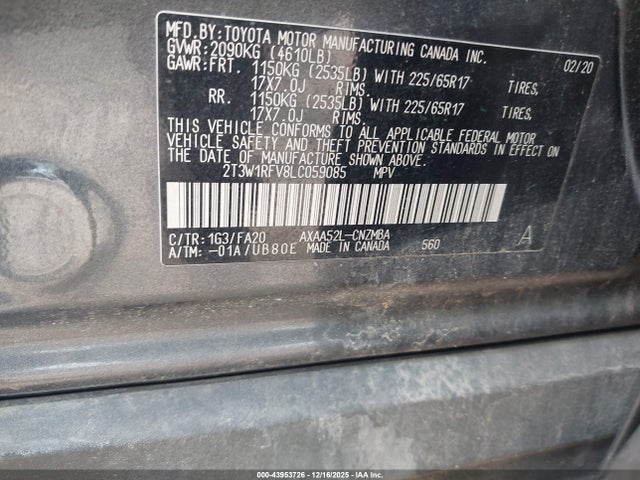 MFD. BY TOYOTA MOTOR MANUFACTURING CANADA INC.
GVWR: 2090KG (4610LB) 02/20
GAWR: FRT. 1150KG (2535LB) WITH 225/65R17 TIRES,
17X7.0J RIMS.
RR. 1150KG (2535LB) WITH 225/65R17 TIRES,
17X7.0J RIMS.
THIS VEHICLE CONFORMS TO ALL APPLICABLE FEDERAL MOTOR
VEHICLE SAFETY AND THEFT PREVENTION STANDARDS IN EFFECT
ON THE DATE OF MANUFACTURE SHOWN ABOVE.
2T3W1RFV8LC059085 MPV
C/TR: 1G3/FA20 AXAA52L-CNZMBA
A/TM: -01A/UB80E MADE IN CANADA 560 A
000-43953726 - 12/16/2025 - IAA Inc.